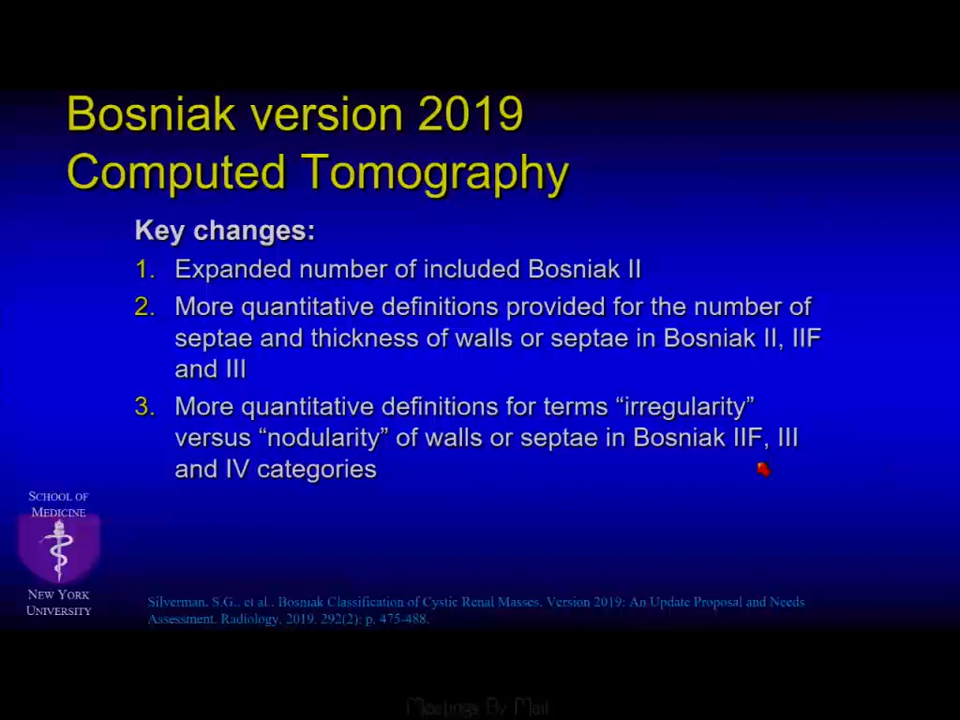 Bosniak version 2019
Computed Tomography
Key changes:
1. Expanded number of included Bosniak II
2. More quantitative definitions provided for the number of
septae and thickness of walls or septae in Bosniak II, IIF
and III
3. More quantitative definitions for terms “irregularity”
versus “nodularity” of walls or septae in Bosniak IIF, III
and IV categories
SCHOOL OF
MEDICINE
NEW YORK
UNIVERSITY
Silverman, S.G., et al., Bosniak Classification of Cystic Renal Masses, Version 2019: An Update Proposal and Needs
Assessment. Radiology, 2019. 292(2): p. 475-488.
Meetings By Mail